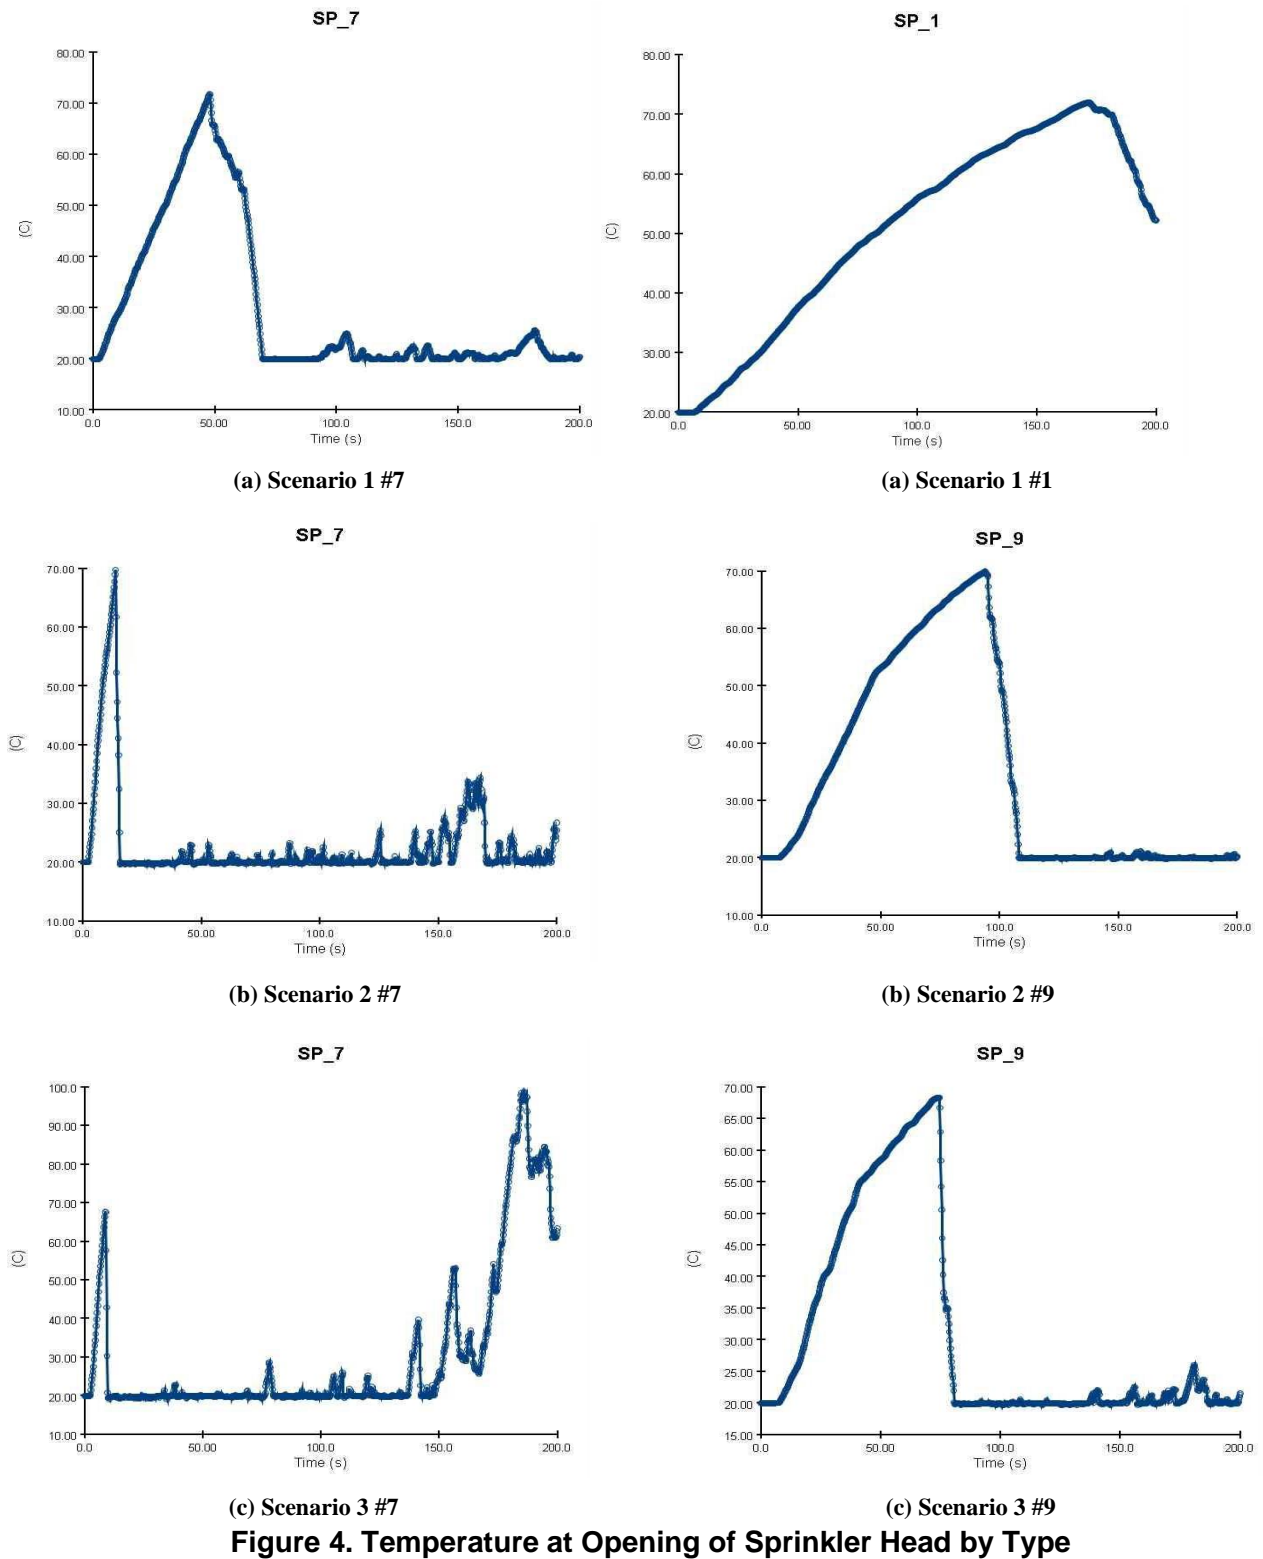 SP_7
80.00
70.00
60.00
50.00
40.00
30.00
20.00
10.00
(C)
0.0 50.00 100.0 150.0 200.0
Time (s)
(a) Scenario 1 #7
SP_1
80.00
70.00
60.00
50.00
40.00
30.00
20.00
(C)
0.0 50.00 100.0 150.0 200.0
Time (s)
(a) Scenario 1 #1
SP_7
70.00
60.00
50.00
40.00
30.00
20.00
10.00
(C)
0.0 50.00 100.0 150.0 200.0
Time (s)
(b) Scenario 2 #7
SP_9
70.00
60.00
50.00
40.00
30.00
20.00
10.00
(C)
0.0 50.00 100.0 150.0 200.0
Time (s)
(b) Scenario 2 #9
SP_7
100.0
90.00
80.00
70.00
60.00
50.00
40.00
30.00
20.00
10.00
(C)
0.0 50.00 100.0 150.0 200.0
Time (s)
(c) Scenario 3 #7
SP_9
70.00
65.00
60.00
55.00
50.00
45.00
40.00
35.00
30.00
25.00
20.00
15.00
(C)
0.0 50.00 100.0 150.0 200.0
Time (s)
(c) Scenario 3 #9
Figure 4. Temperature at Opening of Sprinkler Head by Type